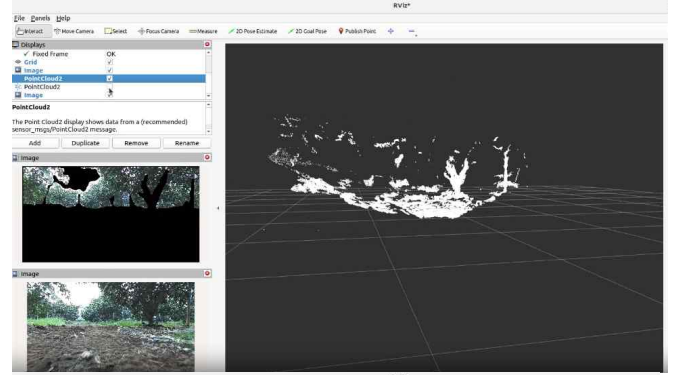 RViz*
File Panels Help
Interact Move Camera Select Focus Camera Measure 2D Pose Estimate 2D Goal Pose Publish Point
Displays
Fixed Frame OK
Grid
Image
PointCloud2
PointCloud2
Image
PointCloud2
The Point Cloud2 display shows data from a (recommended)
sensor_msgs/PointCloud2 message.
Add Duplicate Remove Rename
Image
Image